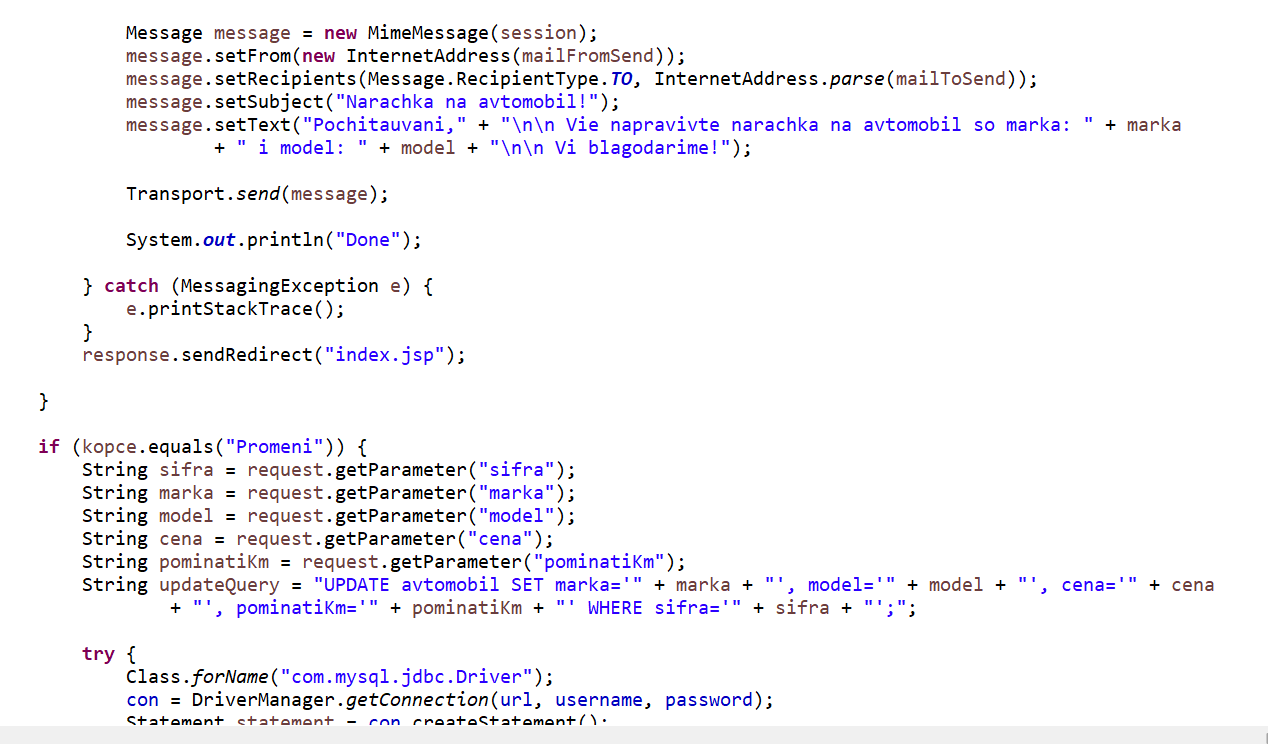 Message message = new MimeMessage(session);
message.setFrom(new InternetAddress(mailFromSend));
message.setRecipients(Message.RecipientType.TO, InternetAddress.parse(mailToSend));
message.setSubject("Narachka na avtomobil!");
message.setText("Pochitauvani," + "\n\n Vie napravivte narachka na avtomobil so marka: " + marka
+ " i model: " + model + "\n\n Vi blagodarime!");
Transport.send(message);
System.out.println("Done");
} catch (MessagingException e) {
e.printStackTrace();
}
response.sendRedirect("index.jsp");
}
if (kopce.equals("Promeni")) {
String sifra = request.getParameter("sifra");
String marka = request.getParameter("marka");
String model = request.getParameter("model");
String cena = request.getParameter("cena");
String pominatiKm = request.getParameter("pominatiKm");
String updateQuery = "UPDATE avtomobil SET marka='" + marka + "', model='" + model + "', cena='" + cena
+ "', pominatiKm='" + pominatiKm + "' WHERE sifra='" + sifra + "';";
try {
Class.forName("com.mysql.jdbc.Driver");
con = DriverManager.getConnection(url, username, password);
Statement statement = con.createStatement();